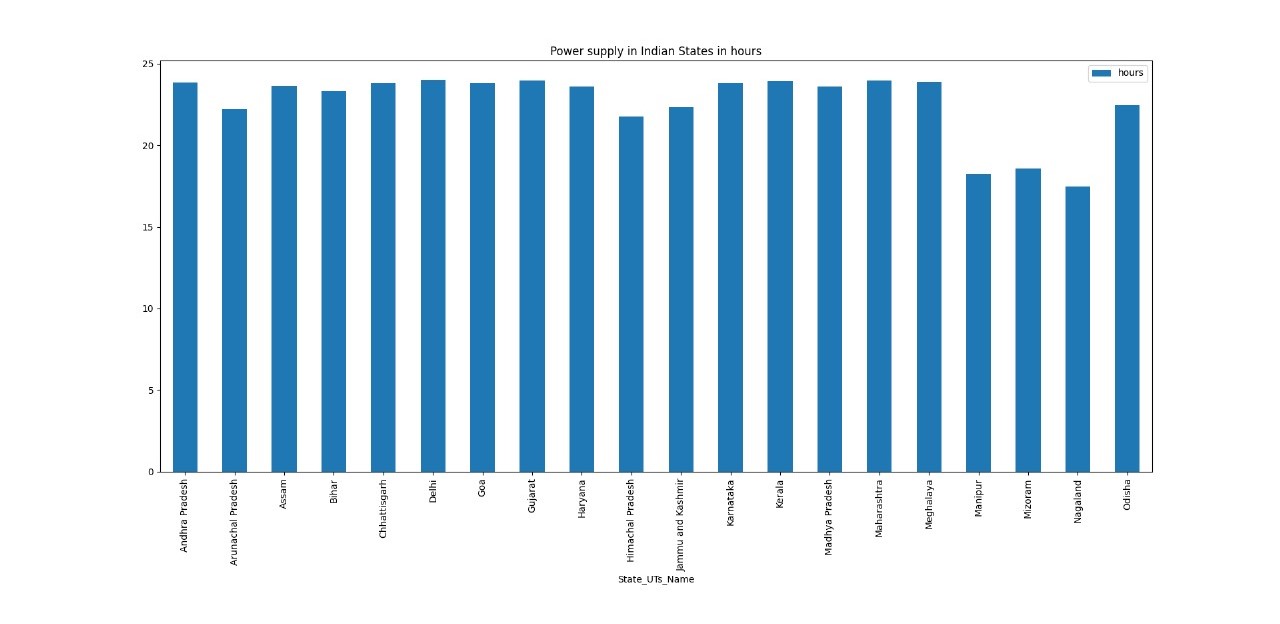 Power supply in Indian States in hours
hours
25
20
15
10
5
0
Andhra Pradesh
Arunachal Pradesh
Assam
Bihar
Chhattisgarh
Delhi
Goa
Gujarat
Haryana
Himachal Pradesh
Jammu and Kashmir
Karnataka
Kerala
Madhya Pradesh
Maharashtra
Meghalaya
Manipur
Mizoram
Nagaland
Odisha
State_UTs_Name